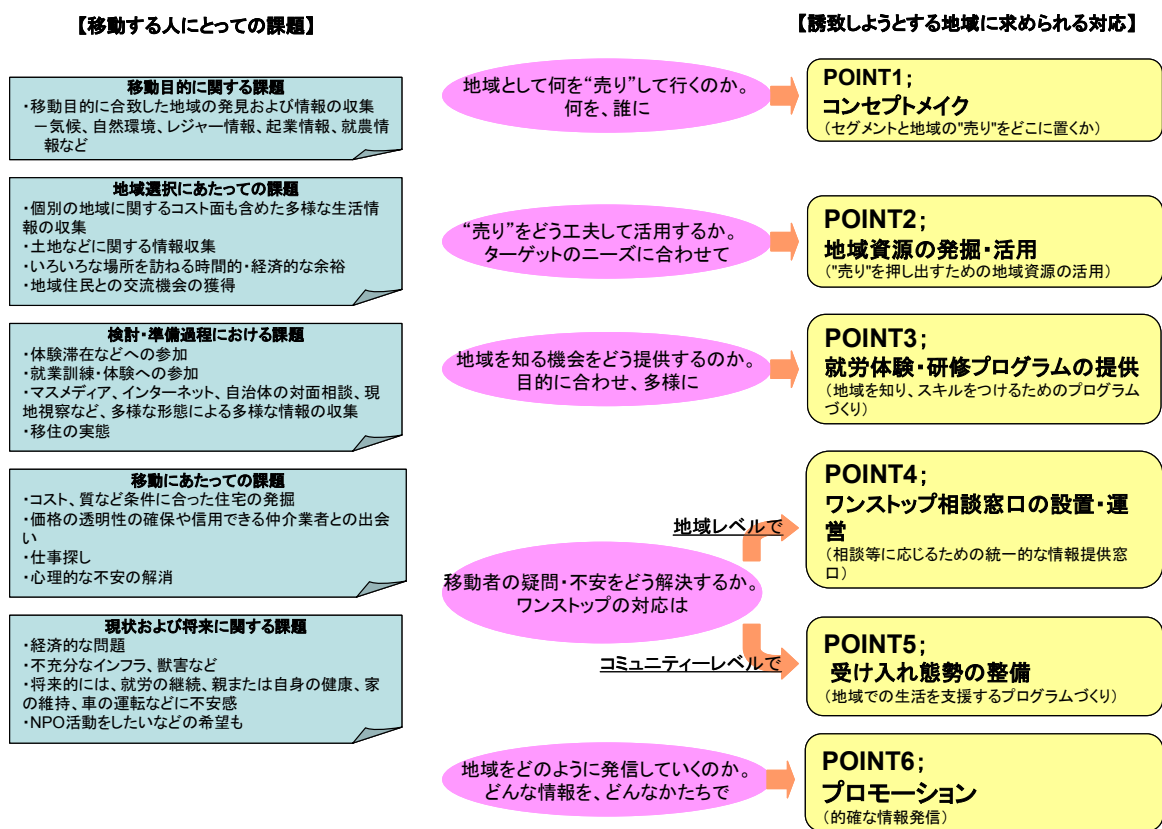 【移動する人にとっての課題】
【誘致しようとする地域に求められる対応】
移動目的に関する課題
・移動目的に合致した地域の発見および情報の収集
－気候、自然環境、レジャー情報、起業情報、就農情
報など
地域選択にあたっての課題
・個別の地域に関するコスト面も含めた多様な生活情
報の収集
・土地などに関する情報収集
・いろいろな場所を訪ねる時間的・経済的な余裕
・地域住民との交流機会の獲得
検討・準備過程における課題
・体験滞在などへの参加
・就業訓練・体験への参加
・マスメディア、インターネット、自治体の対面相談、現
地視察など、多様な形態による多様な情報の収集
・移住の実態
移動にあたっての課題
・コスト、質など条件に合った住宅の発掘
・価格の透明性の確保や信用できる仲介業者との出会
い
・仕事探し
・心理的な不安の解消
現状および将来に関する課題
・経済的な問題
・不充分なインフラ、獣害など
・将来的には、就労の継続、親または自身の健康、家
の維持、車の運転などに不安感
・NPO活動をしたいなどの希望も
地域として何を“売り”して行くのか。
何を、誰に
“売り”をどう工夫して活用するか。
ターゲットのニーズに合わせて
地域を知る機会をどう提供するのか。
目的に合わせ、多様に
地域レベルで
移動者の疑問・不安をどう解決するか。
ワンストップの対応は
コミュニティーレベルで
地域をどのように発信していくのか。
どんな情報を、どんなかたちで
POINT1；
コンセプトメイク
（セグメントと地域の"売り"をどこに置くか）
POINT2；
地域資源の発掘・活用
（"売り"を押し出すための地域資源の活用）
POINT3；
就労体験・研修プログラムの提供
（地域を知り、スキルをつけるためのプログラム
づくり）
POINT4；
ワンストップ相談窓口の設置・運
営
（相談等に応じるための統一的な情報提供窓
口）
POINT5；
受け入れ態勢の整備
（地域での生活を支援するプログラムづくり）
POINT6；
プロモーション
（的確な情報発信）